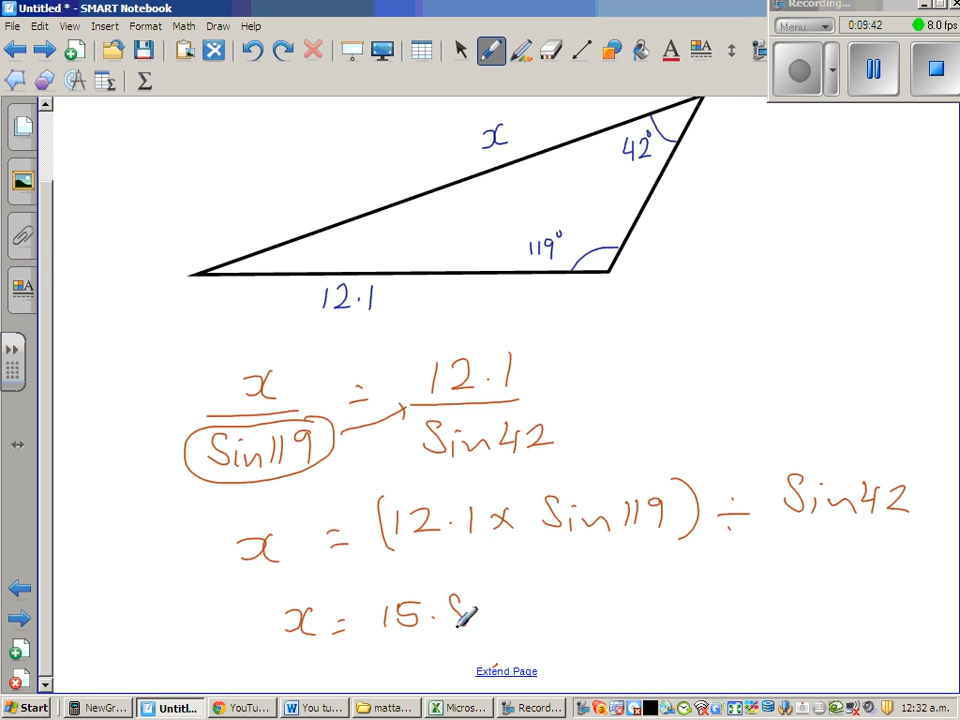 Untitled * - SMART Notebook
Recording...
File Edit View Insert Format Math Draw Help
Menu 0:09:42 8.0 fps
x
42°
119°
12.1
x = 12.1
Sin119 Sin42
x = (12.1 x Sin119) ÷ Sin42
x = 15.8
Extend Page
Start NewGr... Untitl... YouTu... You tu... matta... Micros... Recordi... 12:32 a.m.